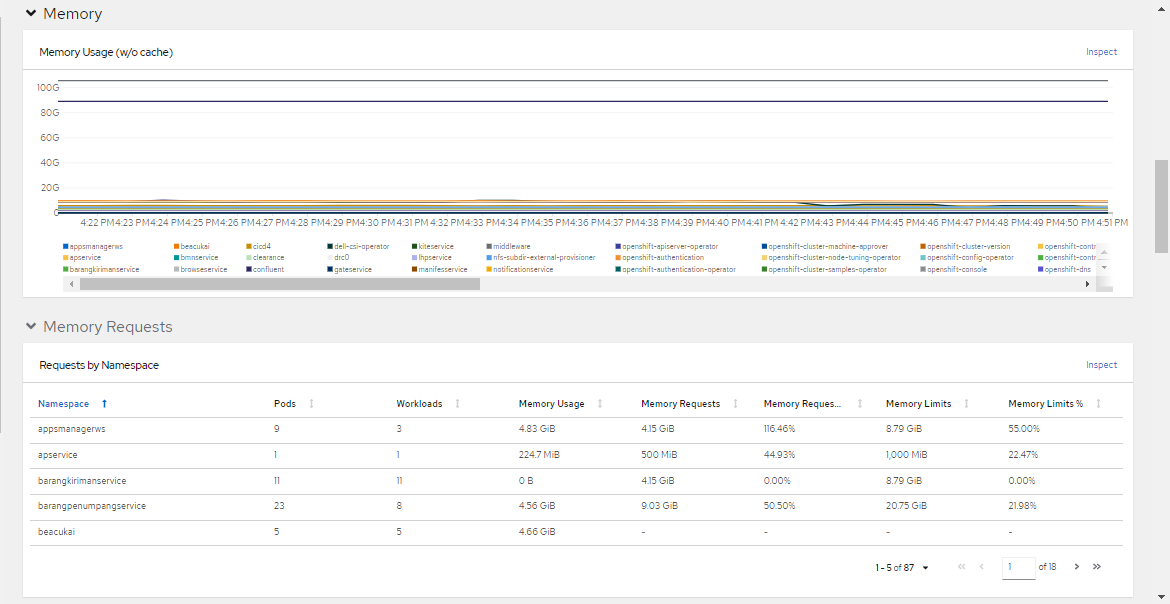 Memory
Memory Usage (w/o cache) Inspect
100G
80G
60G
40G
20G
0
4:22 PM 4:23 PM 4:24 PM 4:25 PM 4:26 PM 4:27 PM 4:28 PM 4:29 PM 4:30 PM 4:31 PM 4:32 PM 4:33 PM 4:34 PM 4:35 PM 4:36 PM 4:37 PM 4:38 PM 4:39 PM 4:40 PM 4:41 PM 4:42 PM 4:43 PM 4:44 PM 4:45 PM 4:46 PM 4:47 PM 4:48 PM 4:49 PM 4:50 PM 4:51 PM
appsmanagerws beacukai cicd4 dell-csi-operator kiteservice middleware openshift-apiserver-operator openshift-cluster-machine-approver openshift-cluster-version openshift-contr
apservice bmnservice clearance drc0 lhpservice nfs-subdir-external-provisioner openshift-authentication openshift-cluster-node-tuning-operator openshift-config-operator openshift-contr
barangkirimanservice browseservice confluent gateservice manifesservice notificationservice openshift-authentication-operator openshift-cluster-samples-operator openshift-console openshift-dns
Memory Requests
Requests by Namespace Inspect
Namespace Pods Workloads Memory Usage Memory Requests Memory Reques... Memory Limits Memory Limits %
appsmanagerws 9 3 4.83 GiB 4.15 GiB 116.46% 8.79 GiB 55.00%
apservice 1 1 224.7 MiB 500 MiB 44.93% 1,000 MiB 22.47%
barangkirimanservice 11 11 0 B 4.15 GiB 0.00% 8.79 GiB 0.00%
barangpenumpangservice 23 8 4.56 GiB 9.03 GiB 50.50% 20.75 GiB 21.98%
beacukai 5 5 4.66 GiB - - - -
1 - 5 of 87 1 of 18